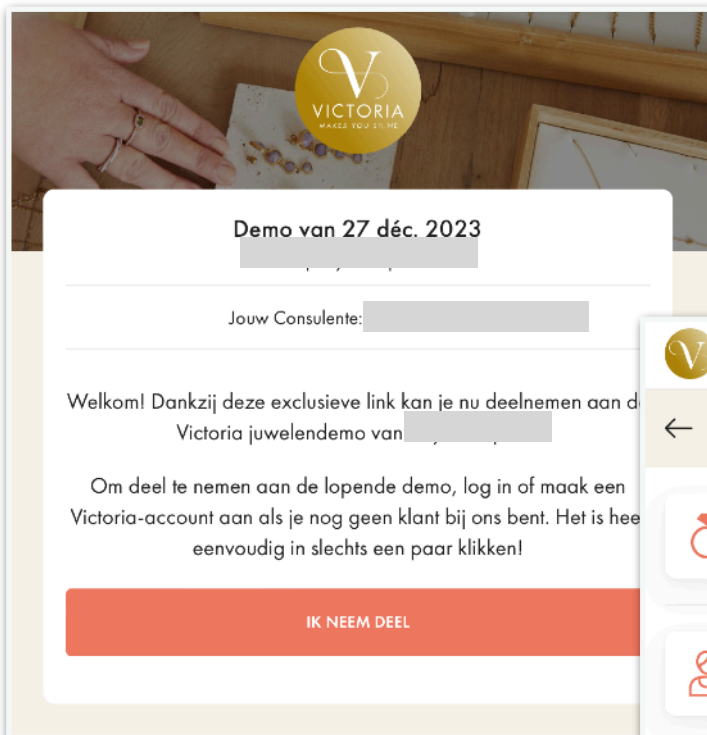 VICTORIA
MAKES YOU SHINE
Demo van 27 déc. 2023
Jouw Consulente:
Welkom! Dankzij deze exclusieve link kan je nu deelnemen aan
Victoria juwelendemo van
Om deel te nemen aan de lopende demo, log in of maak een
Victoria-account aan als je nog geen klant bij ons bent. Het is hee
eenvoudig in slechts een paar klikken!
IK NEEM DEEL